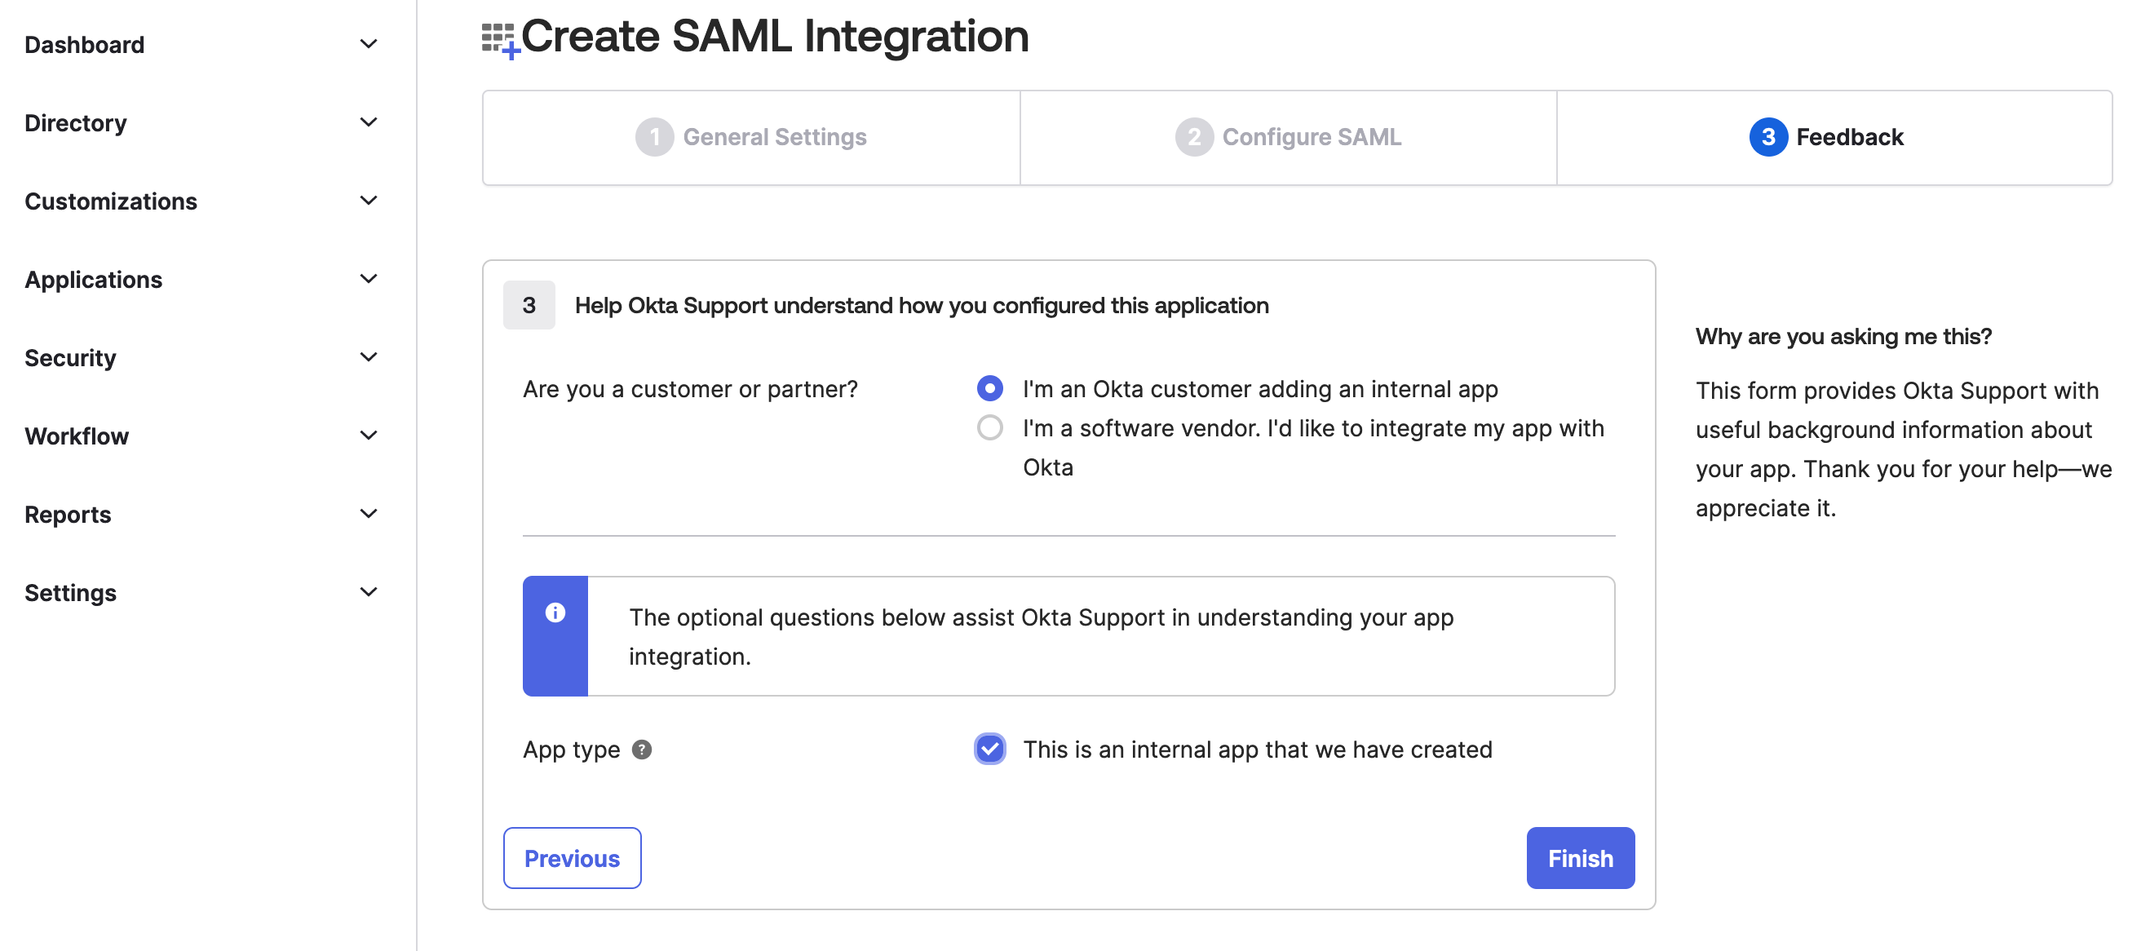 Dashboard
Directory
Customizations
Applications
Security
Workflow
Reports
Settings
Create SAML Integration
1 General Settings
2 Configure SAML
3 Feedback
3 Help Okta Support understand how you configured this application
Are you a customer or partner?
I'm an Okta customer adding an internal app
I'm a software vendor. I'd like to integrate my app with
Okta
The optional questions below assist Okta Support in understanding your app
integration.
App type ?
This is an internal app that we have created
Previous
Finish
Why are you asking me this?
This form provides Okta Support with
useful background information about
your app. Thank you for your help—we
appreciate it.